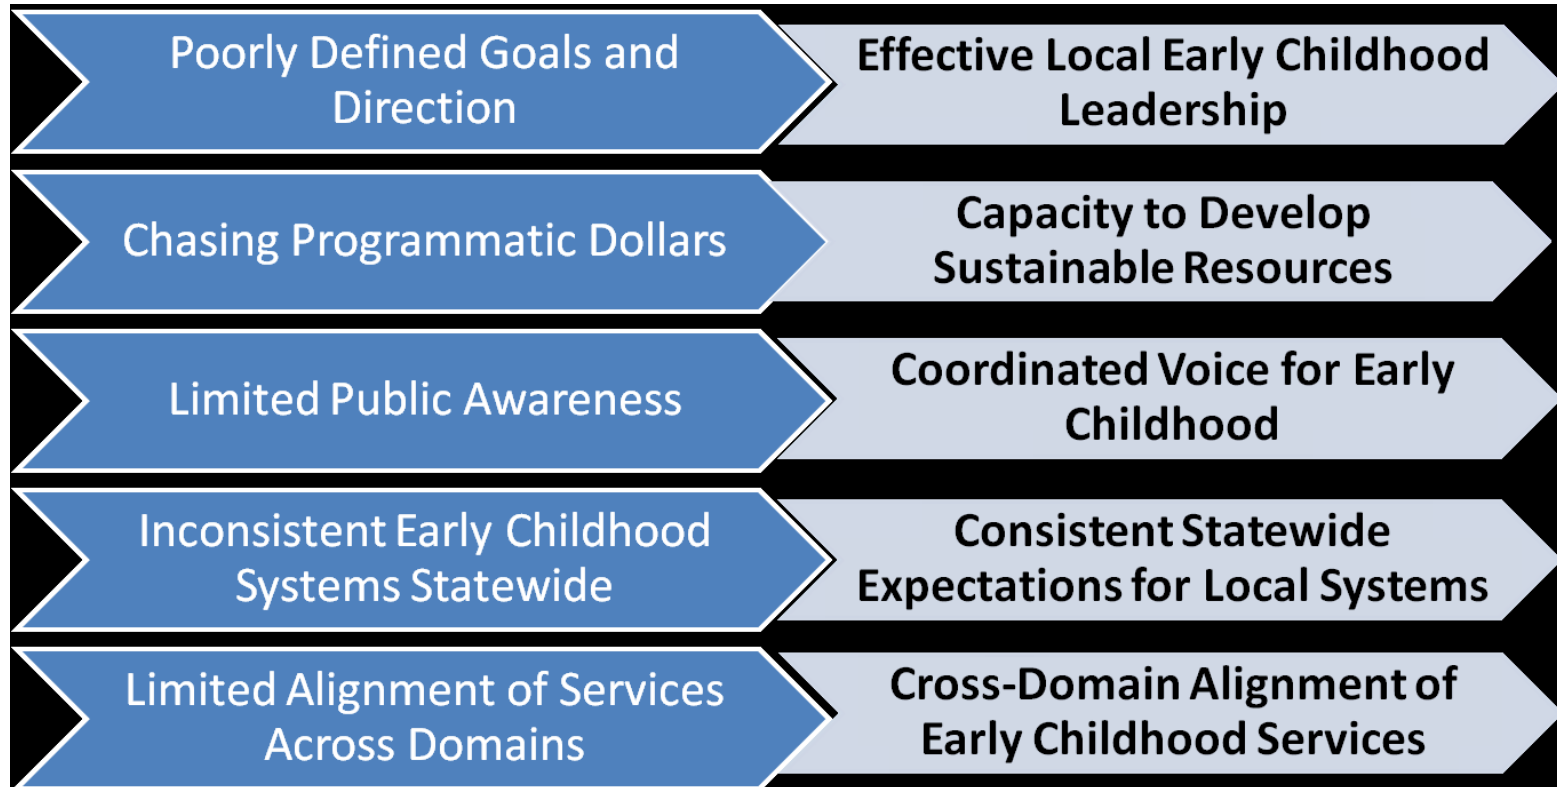 Poorly Defined Goals and
Direction
Effective Local Early Childhood
Leadership
Chasing Programmatic Dollars
Capacity to Develop
Sustainable Resources
Limited Public Awareness
Coordinated Voice for Early
Childhood
Inconsistent Early Childhood
Systems Statewide
Consistent Statewide
Expectations for Local Systems
Limited Alignment of Services
Across Domains
Cross-Domain Alignment of
Early Childhood Services